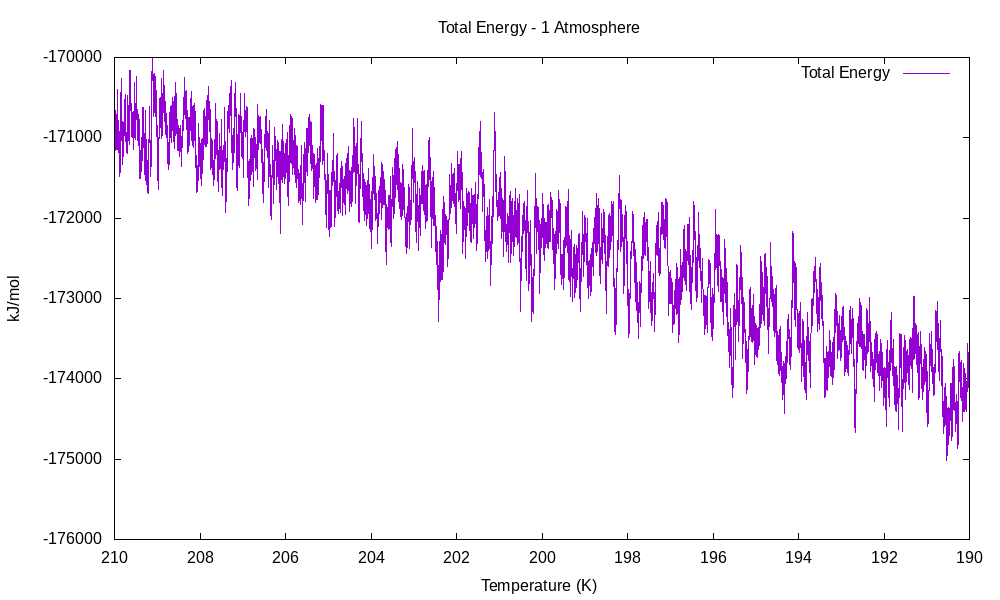 Total Energy - 1 Atmosphere
-170000
Total Energy
-171000
-172000
-173000
-174000
-175000
-176000
kJ/mol
210 208 206 204 202 200 198 196 194 192 190
Temperature (K)